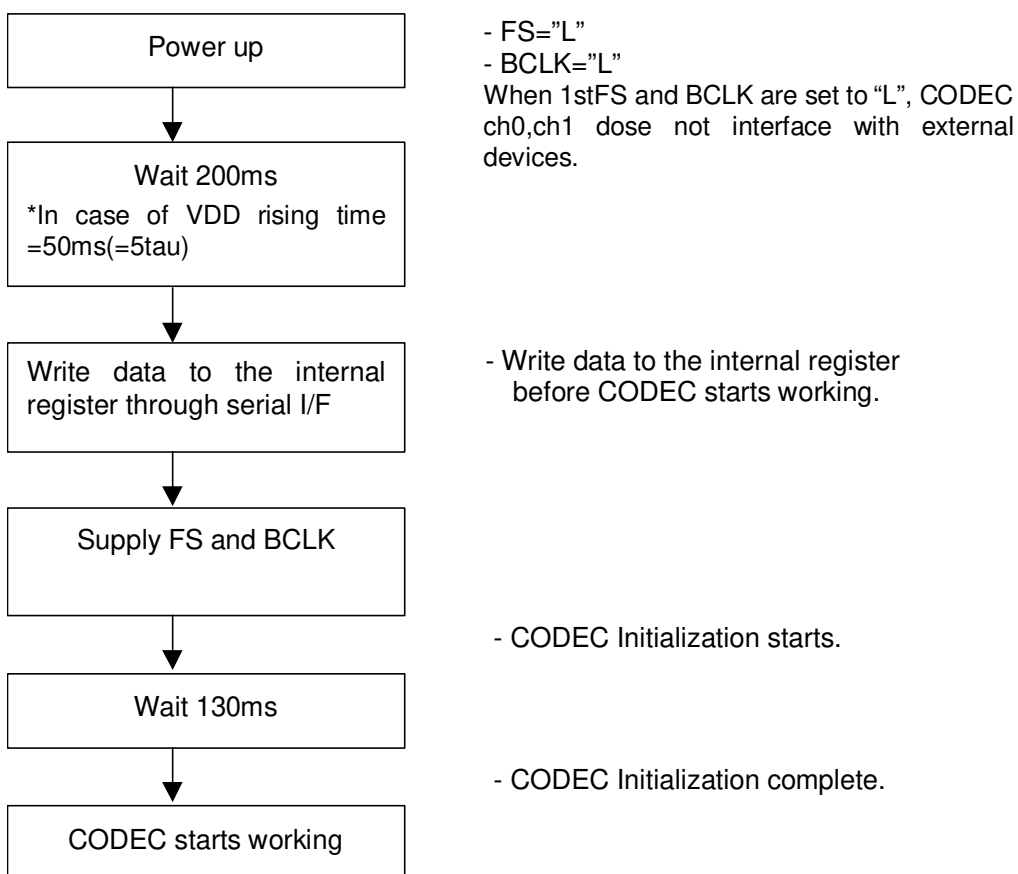 Power up
- FS=”L”
- BCLK=”L”
When 1stFS and BCLK are set to “L”, CODEC
ch0,ch1 dose not interface with external
devices.
Wait 200ms
*In case of VDD rising time
=50ms(=5tau)
Write data to the internal
register through serial I/F
- Write data to the internal register
before CODEC starts working.
Supply FS and BCLK
- CODEC Initialization starts.
Wait 130ms
- CODEC Initialization complete.
CODEC starts working